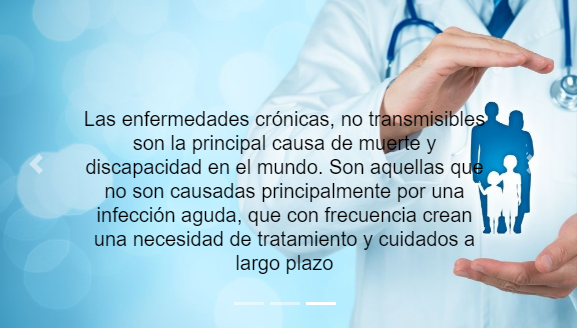 Las enfermedades crónicas, no transmisibles
son la principal causa de muerte y
discapacidad en el mundo. Son aquellas que
no son causadas principalmente por una
infección aguda, que con frecuencia crean
una necesidad de tratamiento y cuidados a
largo plazo